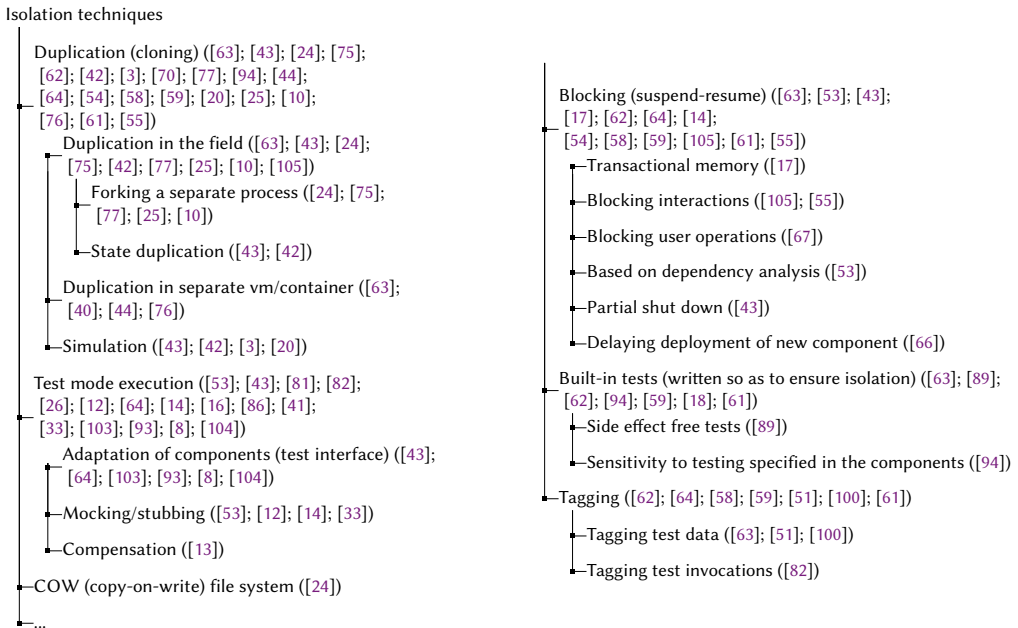 Isolation techniques
Duplication (cloning) ([63]; [43]; [24]; [75];
[62]; [42]; [3]; [70]; [77]; [94]; [44];
[64]; [54]; [58]; [59]; [20]; [25]; [10];
[76]; [61]; [55])
Duplication in the field ([63]; [43]; [24];
[75]; [42]; [77]; [25]; [10]; [105])
Forking a separate process ([24]; [75];
[77]; [25]; [10])
State duplication ([43]; [42])
Duplication in separate vm/container ([63];
[40]; [44]; [76])
Simulation ([43]; [42]; [3]; [20])
Test mode execution ([53]; [43]; [81]; [82];
[26]; [12]; [64]; [14]; [16]; [86]; [41];
[33]; [103]; [93]; [8]; [104])
Adaptation of components (test interface) ([43];
[64]; [103]; [93]; [8]; [104])
Mocking/stubbing ([53]; [12]; [14]; [33])
Compensation ([13])
COW (copy-on-write) file system ([24])
...
Blocking (suspend-resume) ([63]; [53]; [43];
[17]; [62]; [64]; [14];
[54]; [58]; [59]; [105]; [61]; [55])
Transactional memory ([17])
Blocking interactions ([105]; [55])
Blocking user operations ([67])
Based on dependency analysis ([53])
Partial shut down ([43])
Delaying deployment of new component ([66])
Built-in tests (written so as to ensure isolation) ([63]; [89];
[62]; [94]; [59]; [18]; [61])
Side effect free tests ([89])
Sensitivity to testing specified in the components ([94])
Tagging ([62]; [64]; [58]; [59]; [51]; [100]; [61])
Tagging test data ([63]; [51]; [100])
Tagging test invocations ([82])